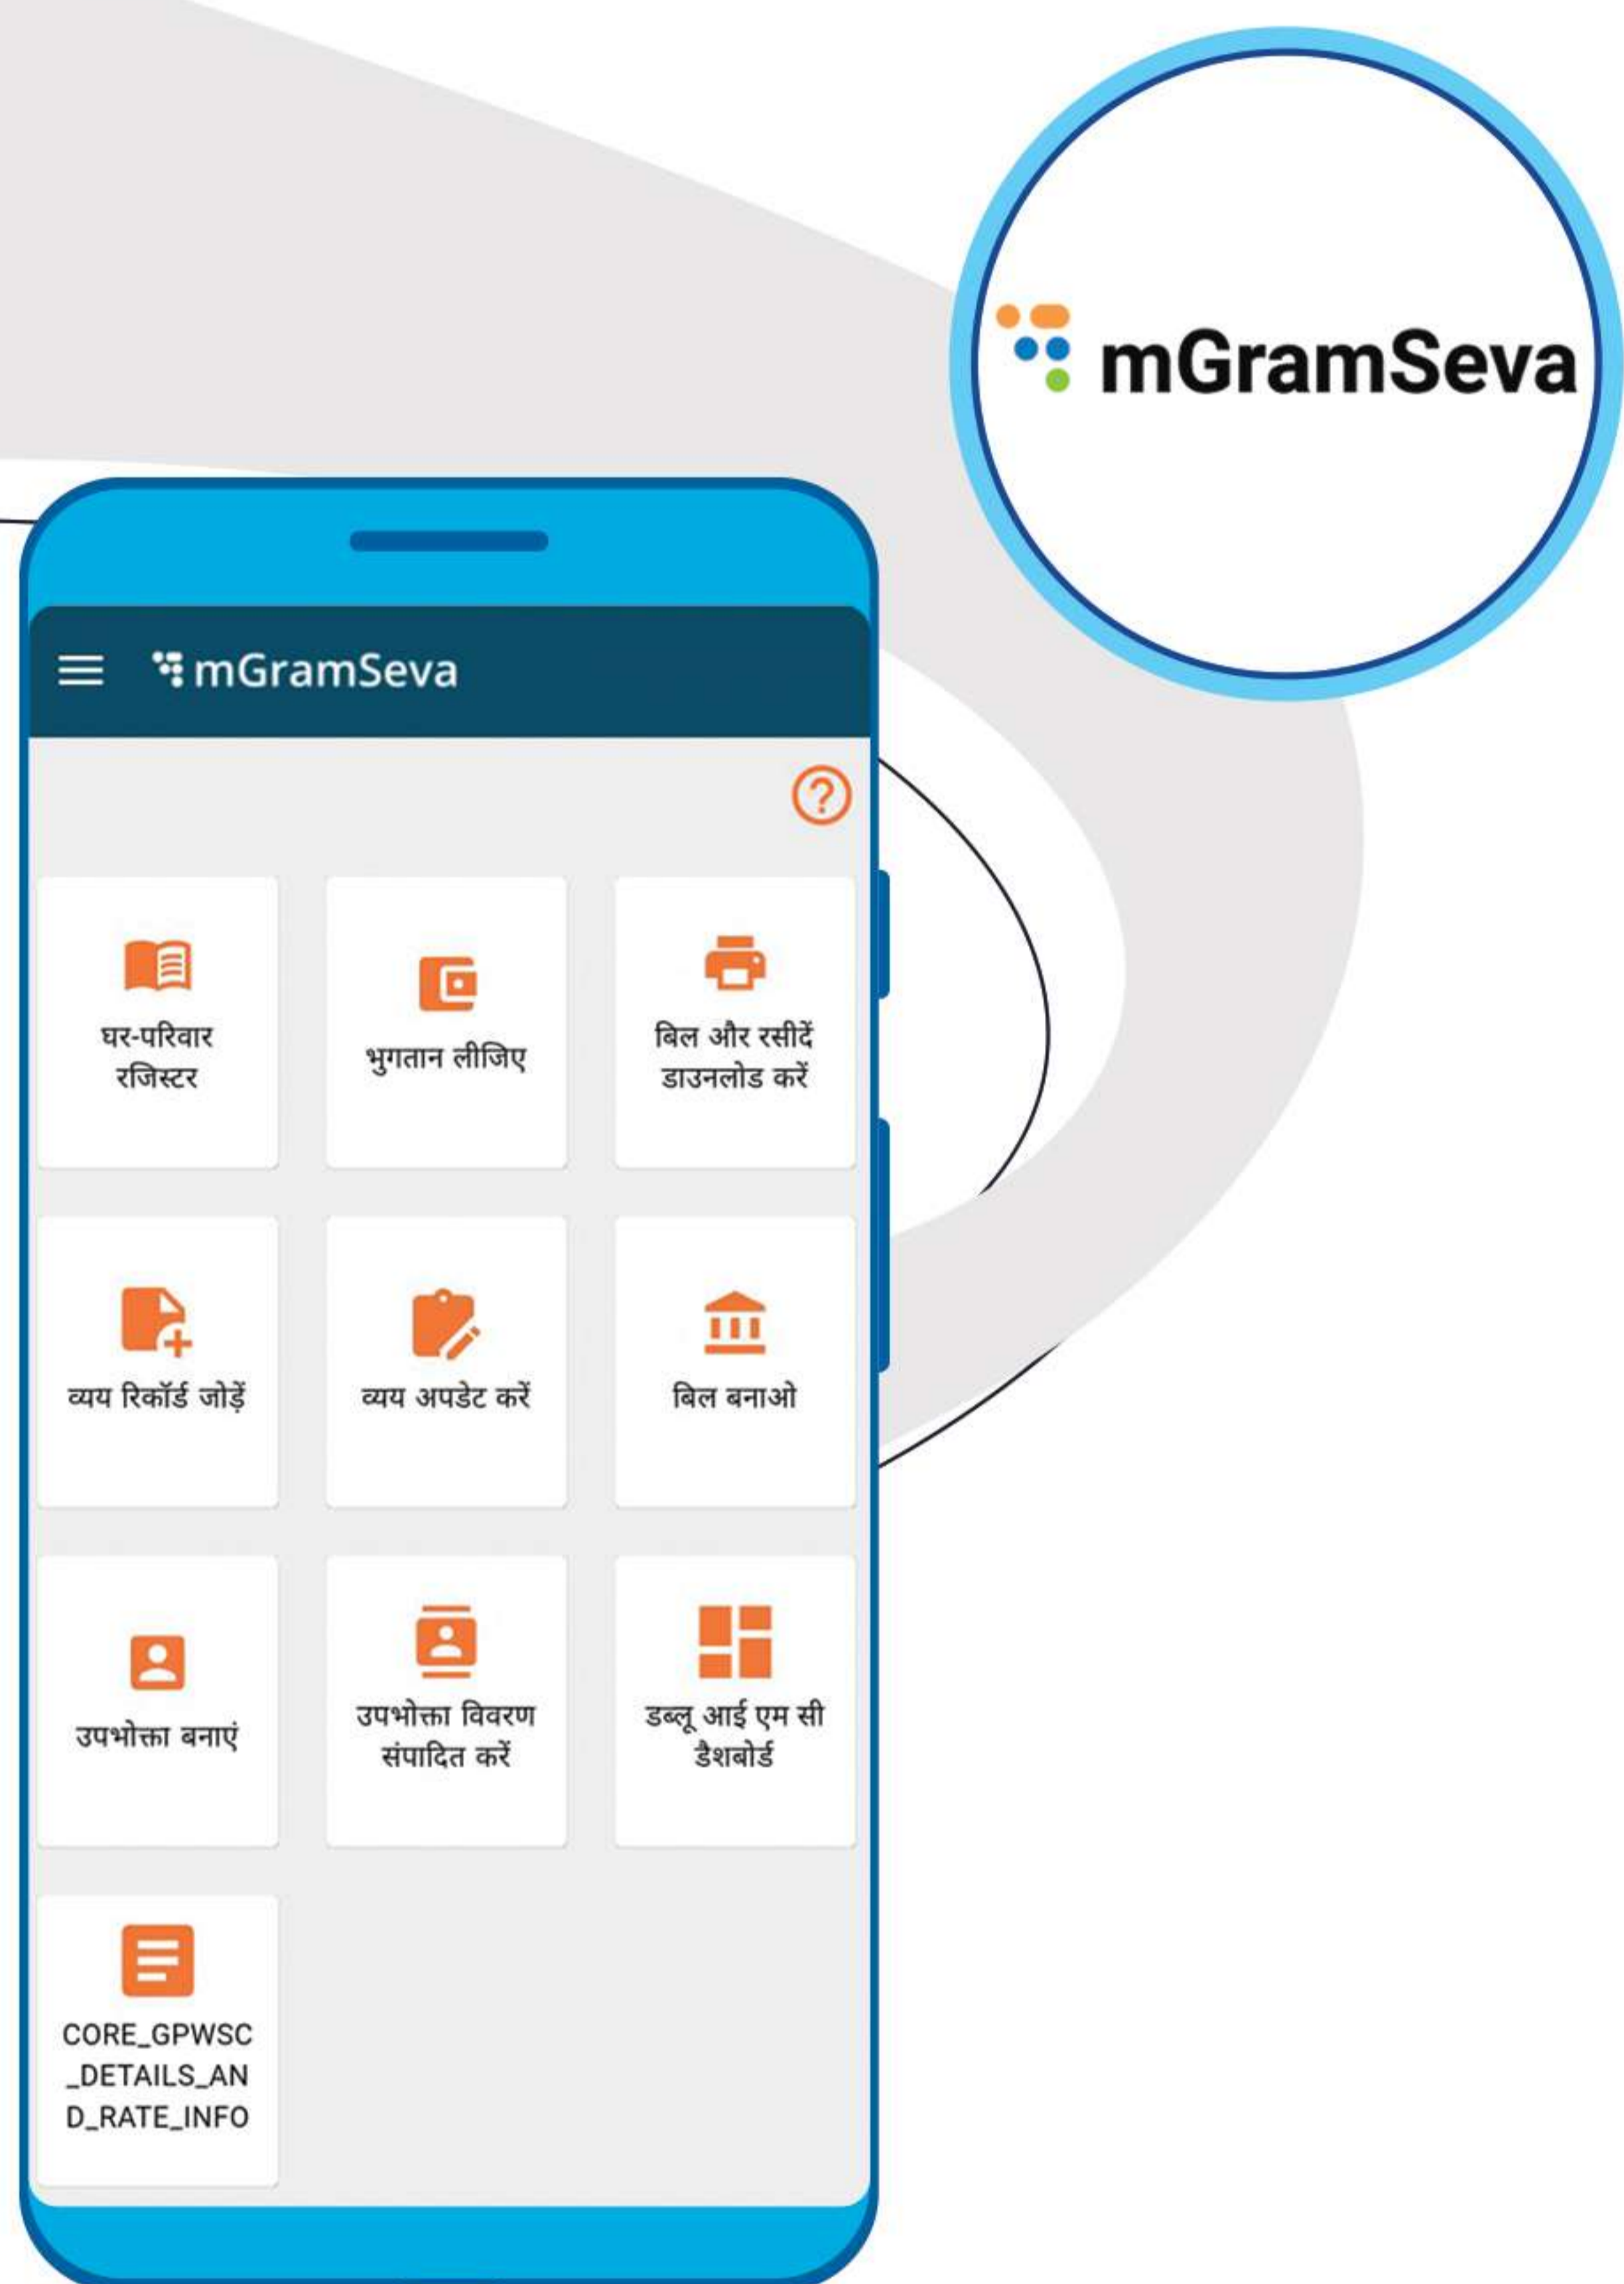 mGramSeva
mGramSeva
घर-परिवार
रजिस्टर
भुगतान लीजिए
बिल और रसीदें
डाउनलोड करें
व्यय रिकॉर्ड जोड़ें
व्यय अपडेट करें
बिल बनाओ
उपभोक्ता बनाएं
उपभोक्ता विवरण
संपादित करें
डब्लू आई एम सी
डैशबोर्ड
CORE_GPWSC
_DETAILS_AN
D_RATE_INFO